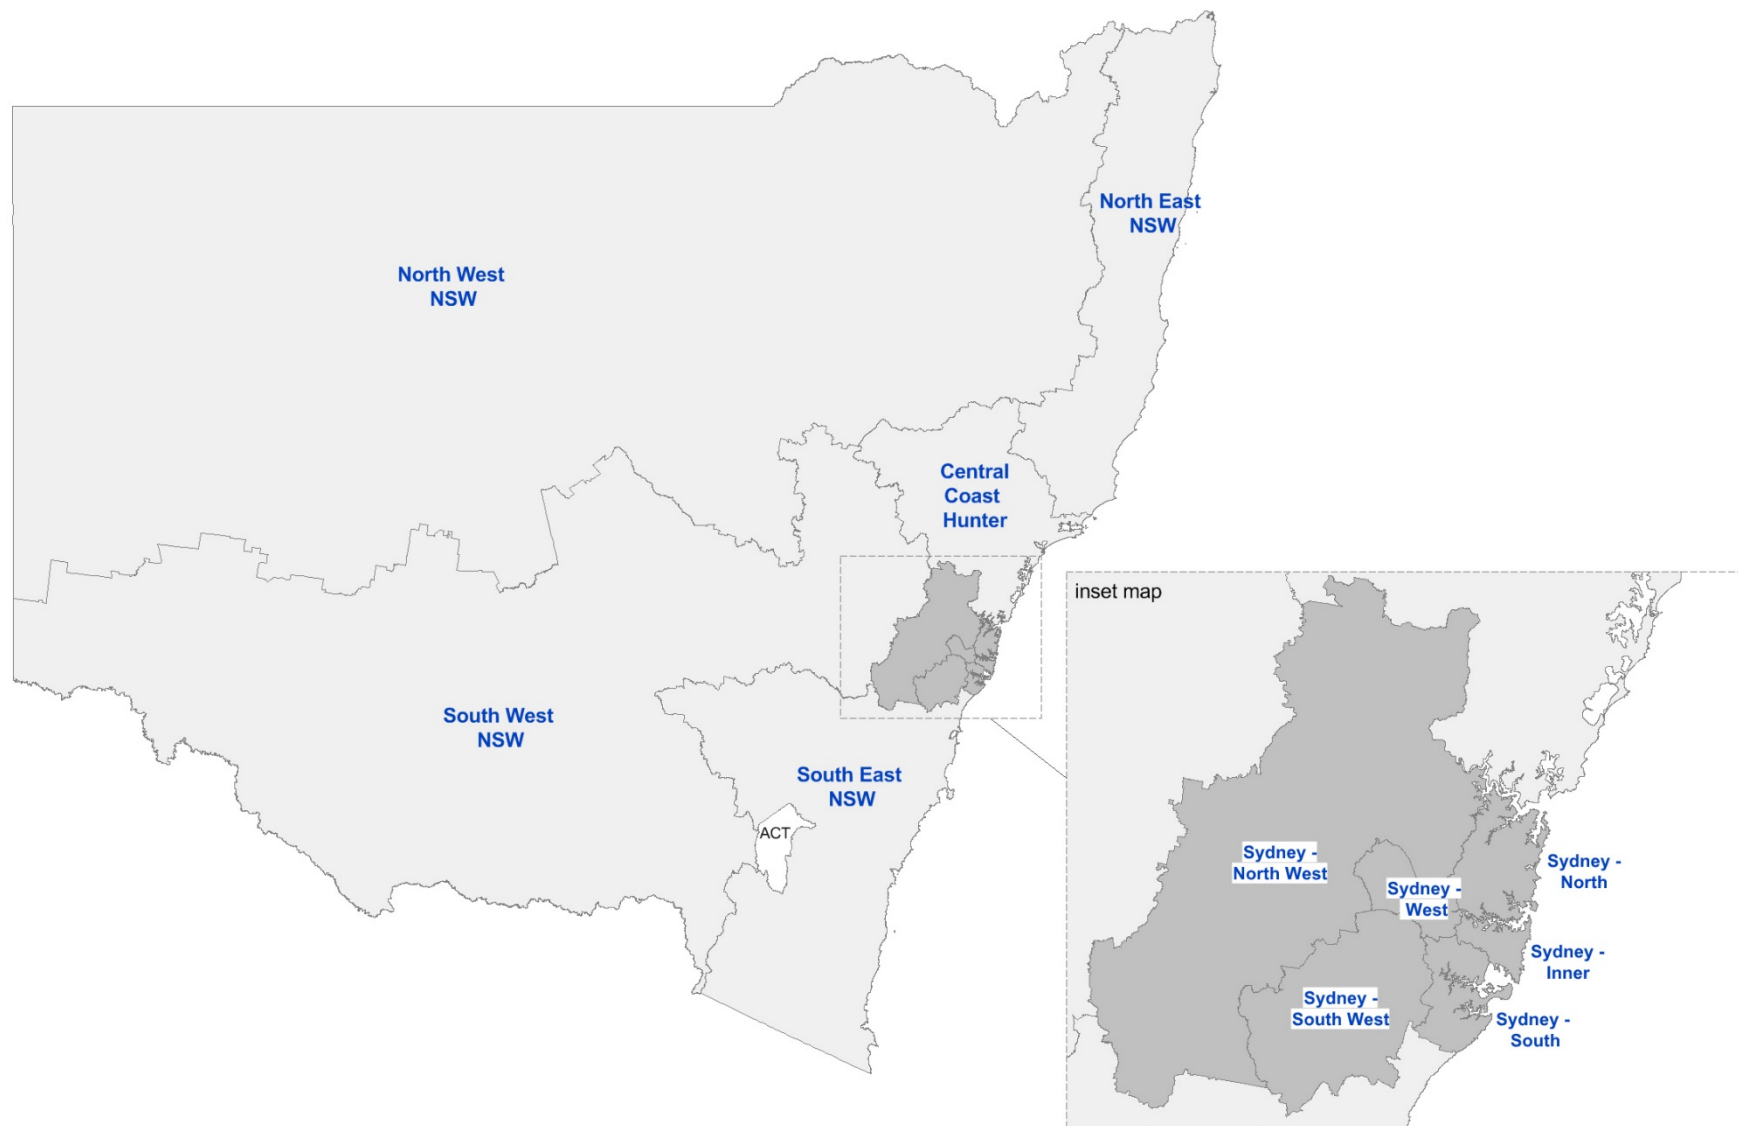 North East
NSW
North West
NSW
Central
Coast
Hunter
South West
NSW
South East
NSW
ACT
inset map
Sydney -
North West
Sydney -
West
Sydney -
North
Sydney -
Inner
Sydney -
South West
Sydney -
South